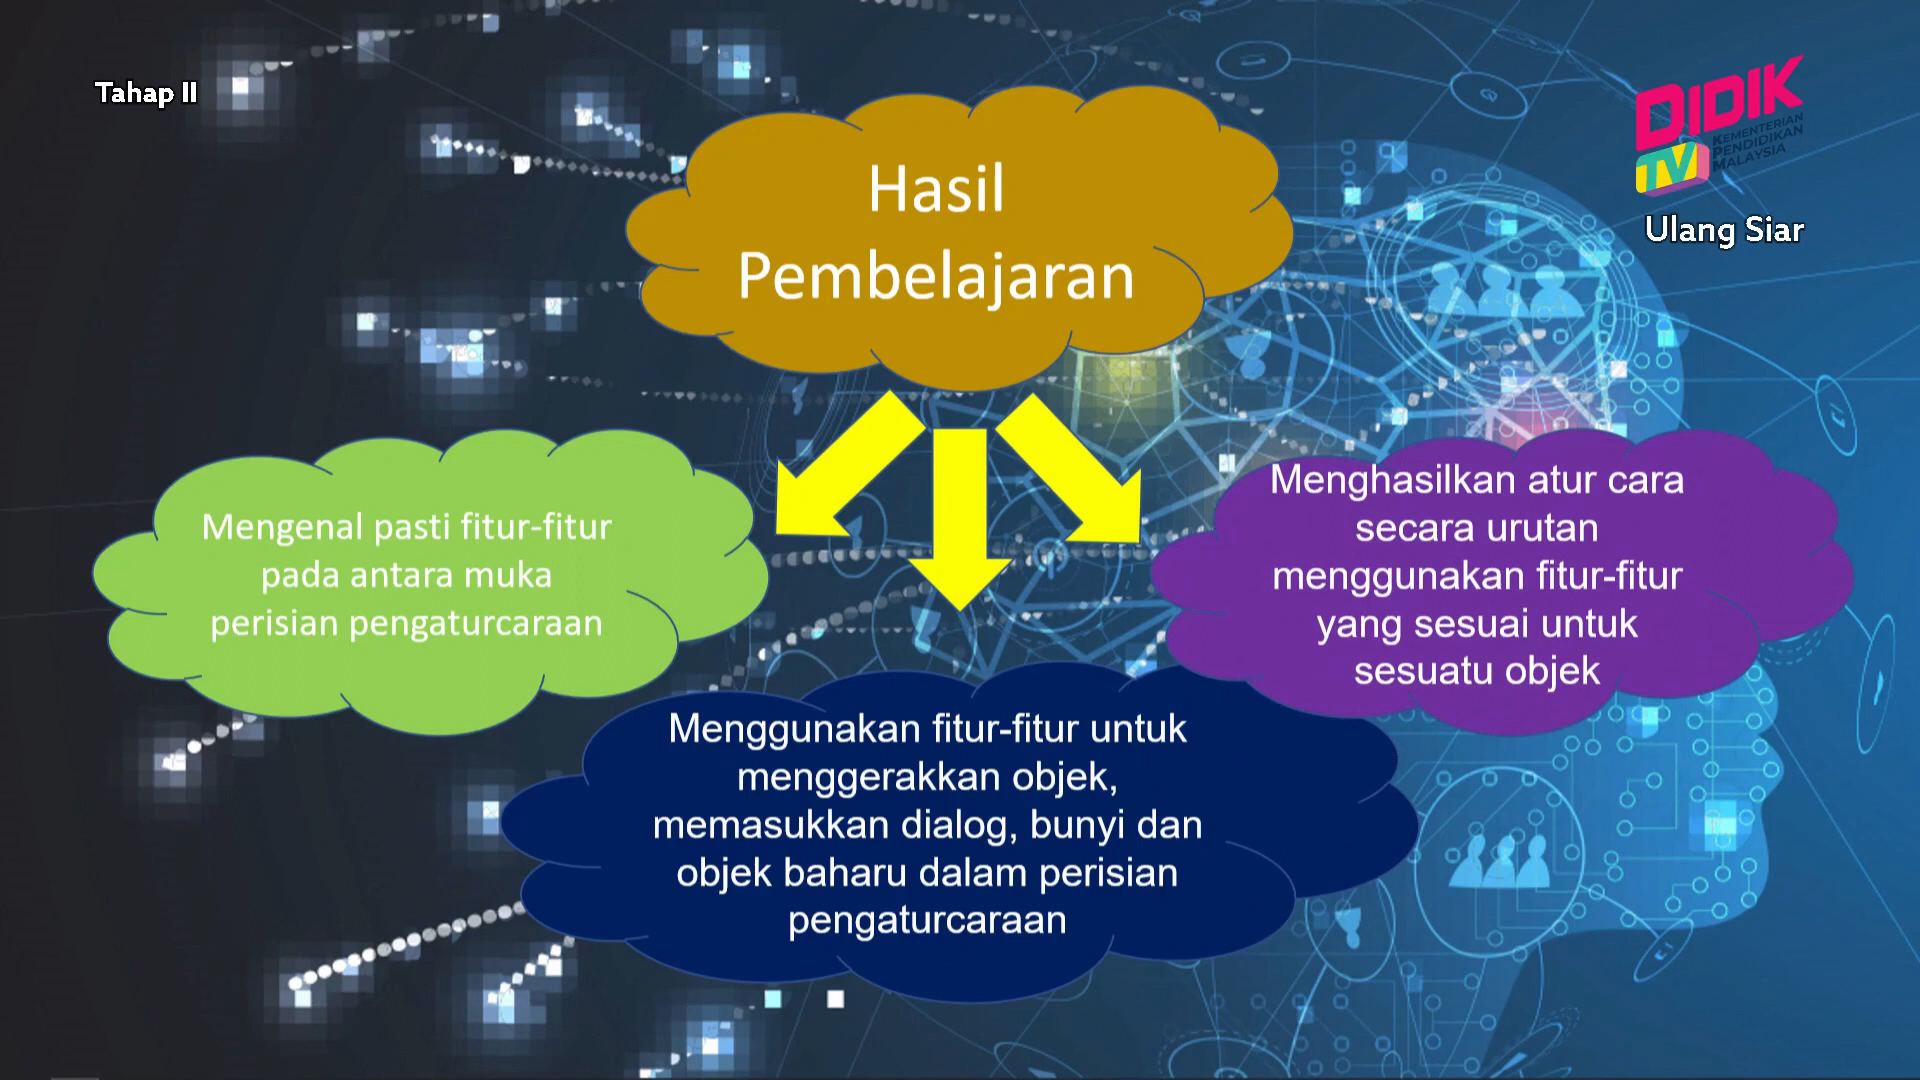 Tahap II
DIDIK
TV
KEMENTERIAN
PENDIDIKAN
MALAYSIA
Ulang Siar
Hasil
Pembelajaran
Mengenal pasti fitur-fitur
pada antara muka
perisian pengaturcaraan
Menggunakan fitur-fitur untuk
menggerakkan objek,
memasukkan dialog, bunyi dan
objek baharu dalam perisian
pengaturcaraan
Menghasilkan atur cara
secara urutan
menggunakan fitur-fitur
yang sesuai untuk
sesuatu objek